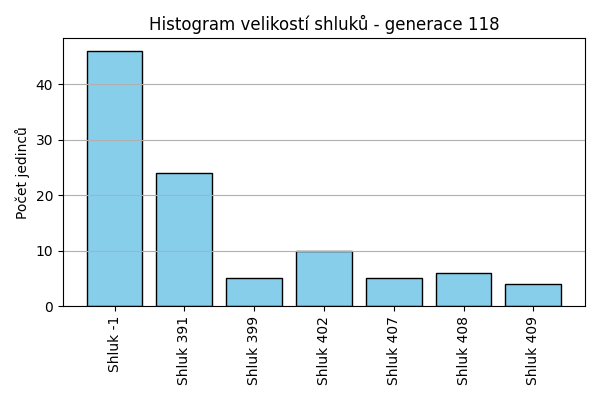 Histogram velikostí shluků - generace 118
Počet jedinců
40
30
20
10
0
Shluk -1
Shluk 391
Shluk 399
Shluk 402
Shluk 407
Shluk 408
Shluk 409